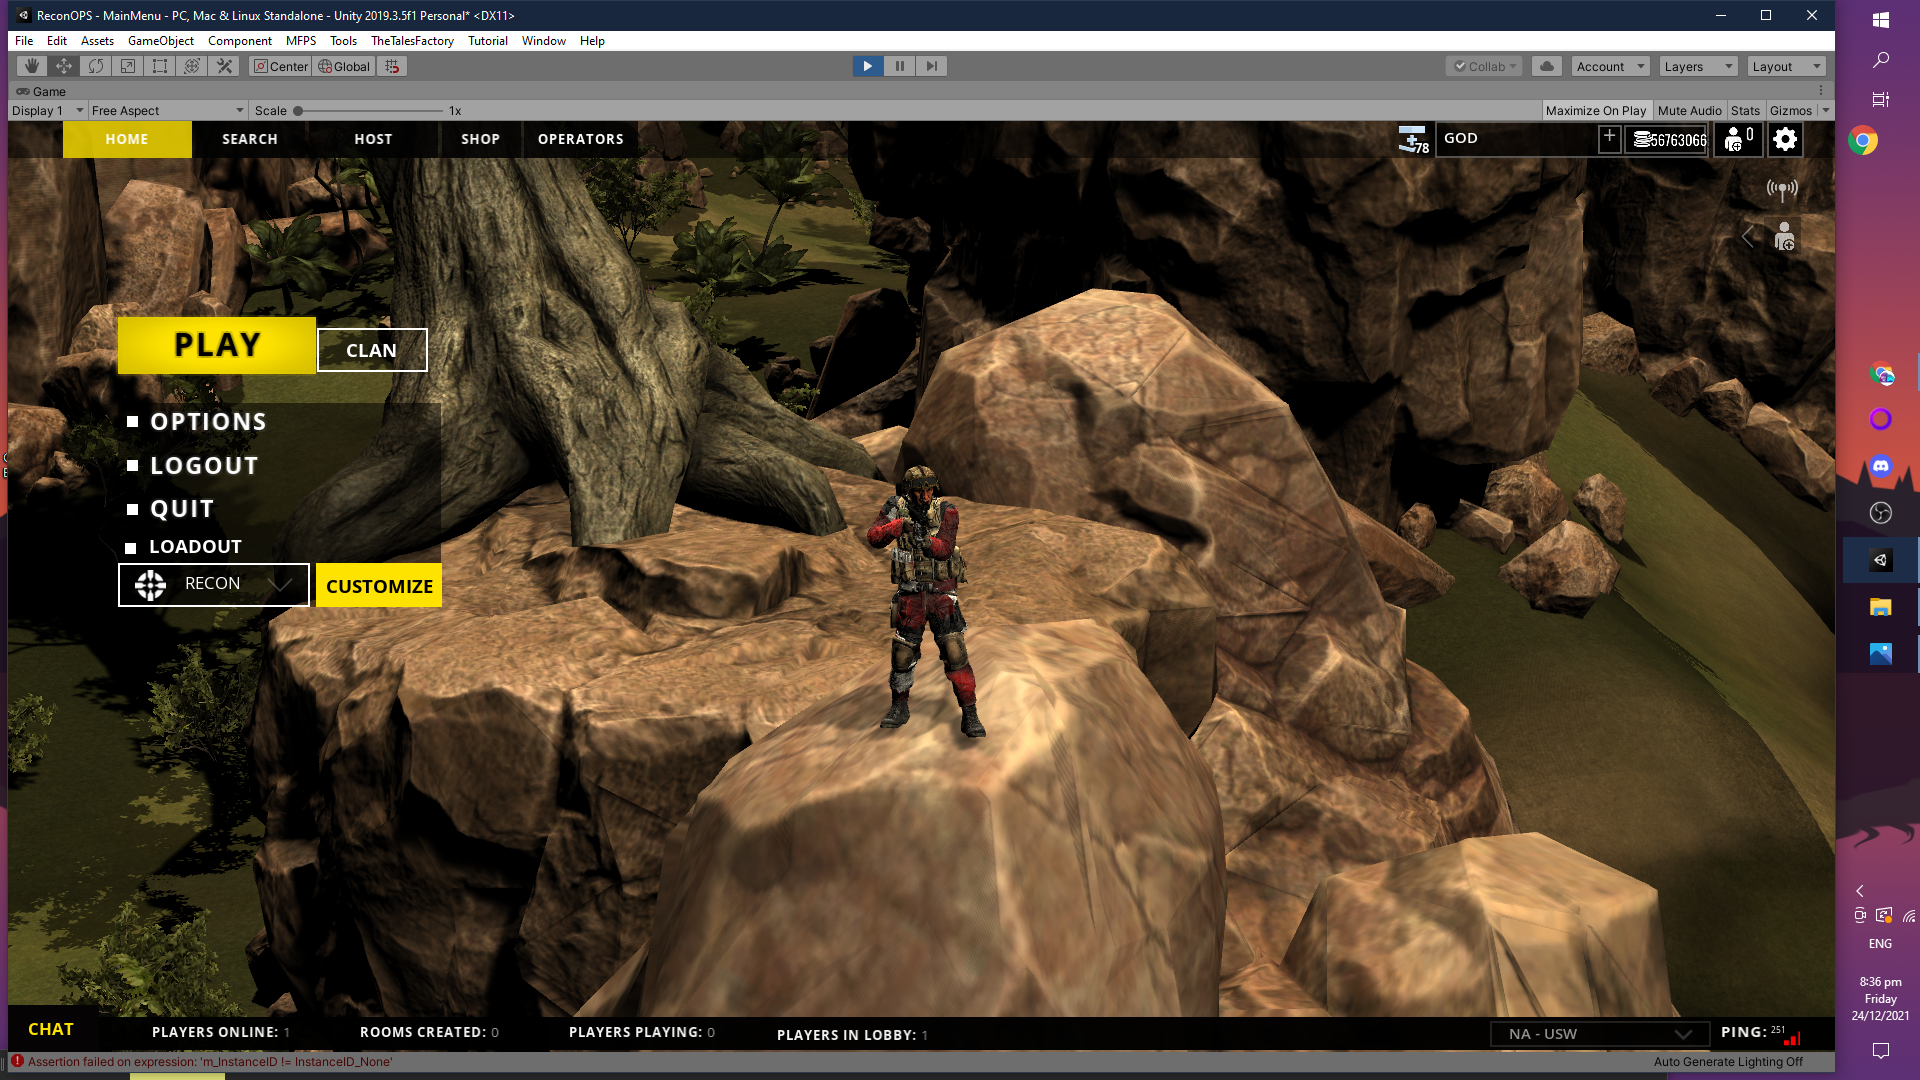 ReconOPS - MainMenu - PC, Mac & Linux Standalone - Unity 2019.3.5f1 Personal* <DX11>
File Edit Assets GameObject Component MFPS Tools TheTalesFactory Tutorial Window Help
Center Global Collab Account Layers Layout
Game
Display 1 Free Aspect Scale 1x Maximize On Play Mute Audio Stats Gizmos
HOME SEARCH HOST SHOP OPERATORS 78 GOD + 56763066 0
PLAY CLAN
OPTIONS
LOGOUT
QUIT
LOADOUT
RECON CUSTOMIZE
CHAT PLAYERS ONLINE: 1 ROOMS CREATED: 0 PLAYERS PLAYING: 0 PLAYERS IN LOBBY: 1 NA - USW PING: 251
Assertion failed on expression: 'm_InstanceID != InstanceID_None' Auto Generate Lighting Off
ENG
8:36 pm
Friday
24/12/2021